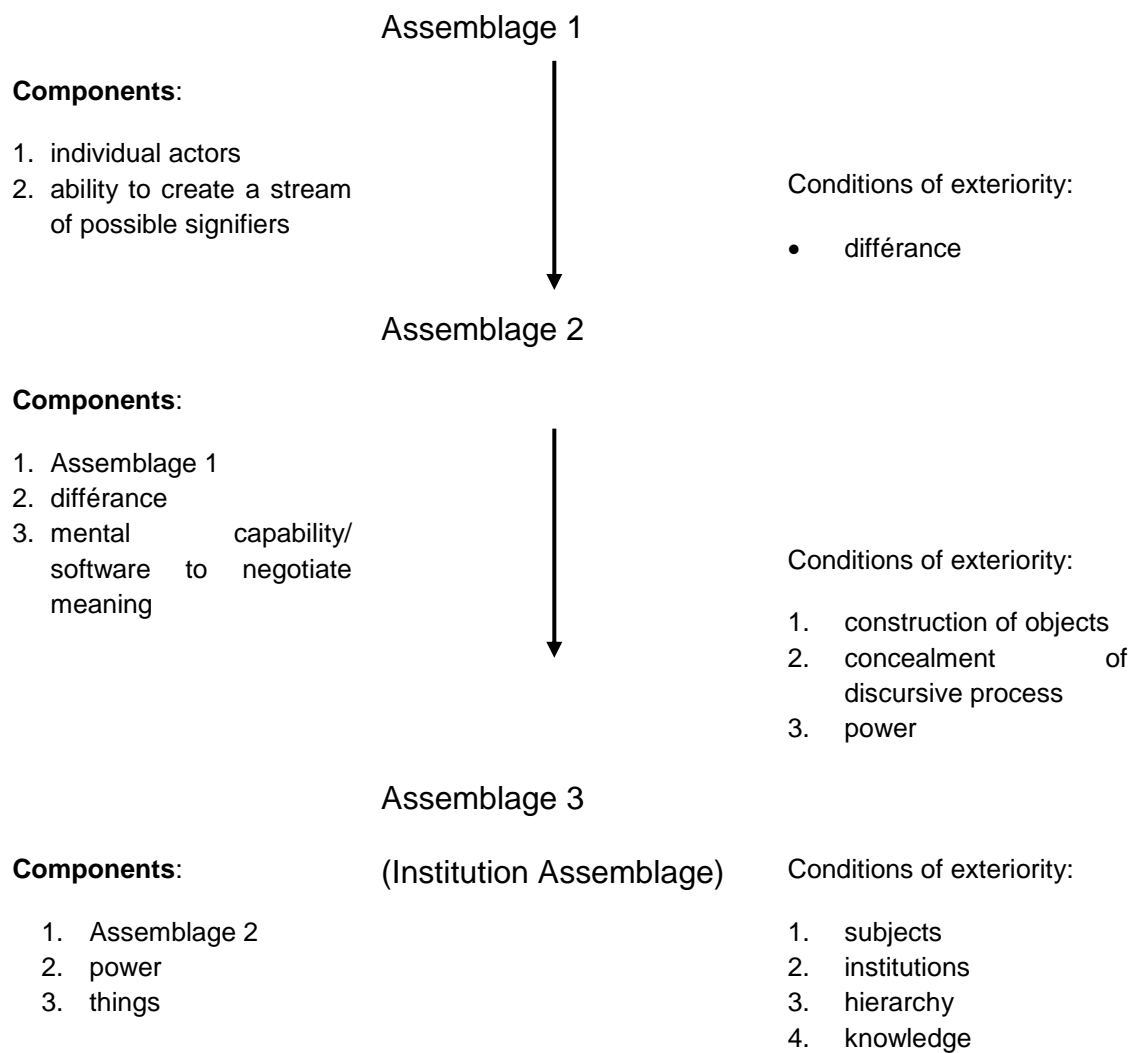 Assemblage 1
Components:
1. individual actors
2. ability to create a stream
of possible signifiers
Conditions of exteriority:
• différance
Assemblage 2
Components:
1. Assemblage 1
2. différance
3. mental capability/
software to negotiate
meaning
Conditions of exteriority:
1. construction of objects
2. concealment of
discursive process
3. power
Assemblage 3
(Institution Assemblage)
Components:
1. Assemblage 2
2. power
3. things
Conditions of exteriority:
1. subjects
2. institutions
3. hierarchy
4. knowledge